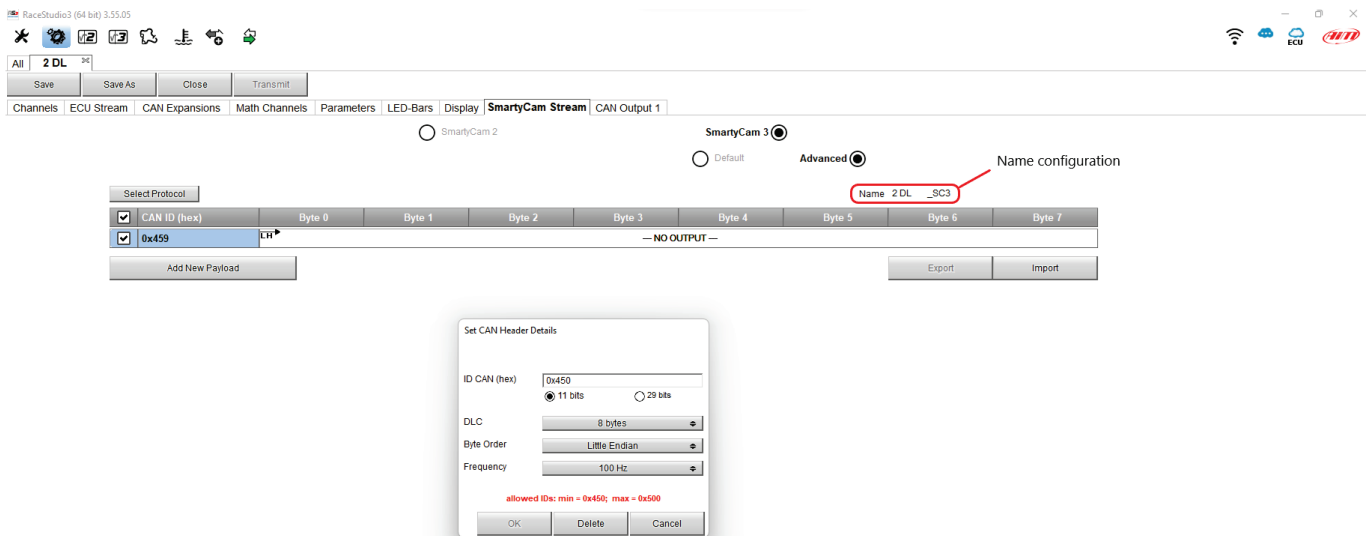 RaceStudio3 (64 bit) 3.55.05
ECU
All 2 DL
Save Save As Close Transmit
Channels ECU Stream CAN Expansions Math Channels Parameters LED-Bars Display SmartyCam Stream CAN Output 1
SmartyCam 2 SmartyCam 3
Default Advanced Name configuration
Select Protocol Name 2 DL _SC3
CAN ID (hex) Byte 0 Byte 1 Byte 2 Byte 3 Byte 4 Byte 5 Byte 6 Byte 7
0x459 LH — NO OUTPUT —
Add New Payload Export Import
Set CAN Header Details
ID CAN (hex) 0x450
11 bits 29 bits
DLC 8 bytes
Byte Order Little Endian
Frequency 100 Hz
allowed IDs: min = 0x450; max = 0x500
OK Delete Cancel